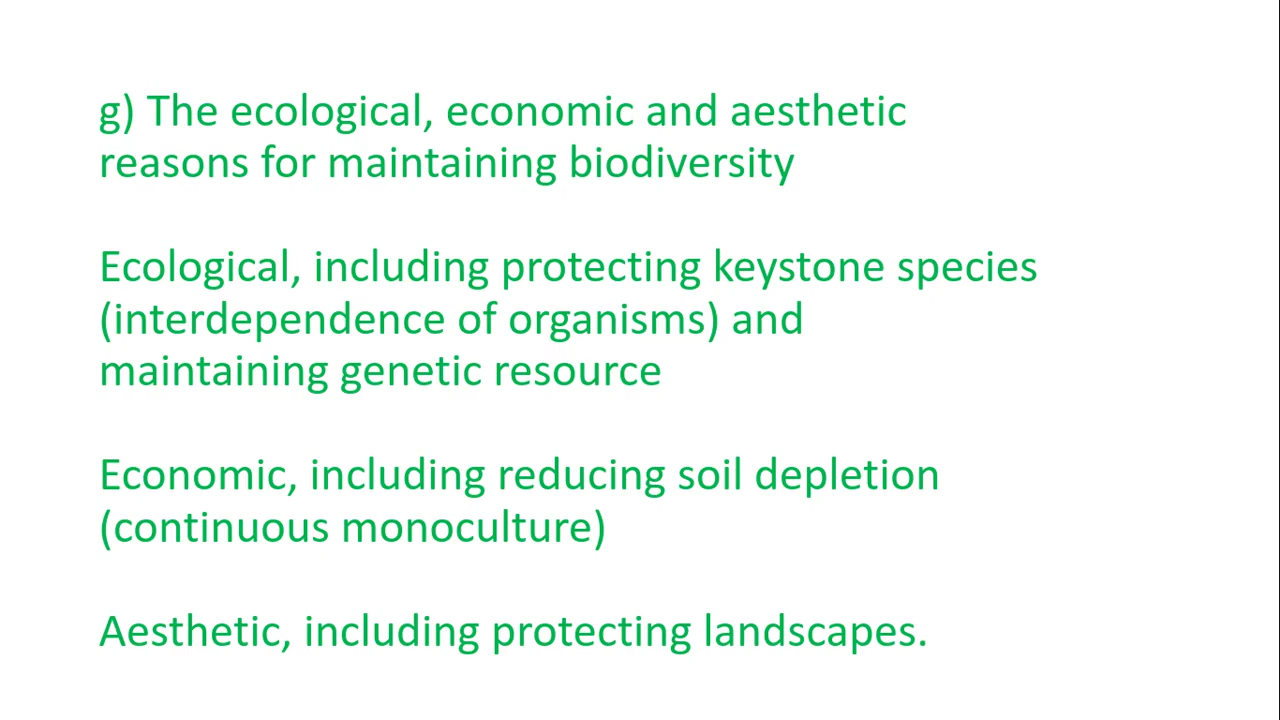 g) The ecological, economic and aesthetic
reasons for maintaining biodiversity
Ecological, including protecting keystone species
(interdependence of organisms) and
maintaining genetic resource
Economic, including reducing soil depletion
(continuous monoculture)
Aesthetic, including protecting landscapes.